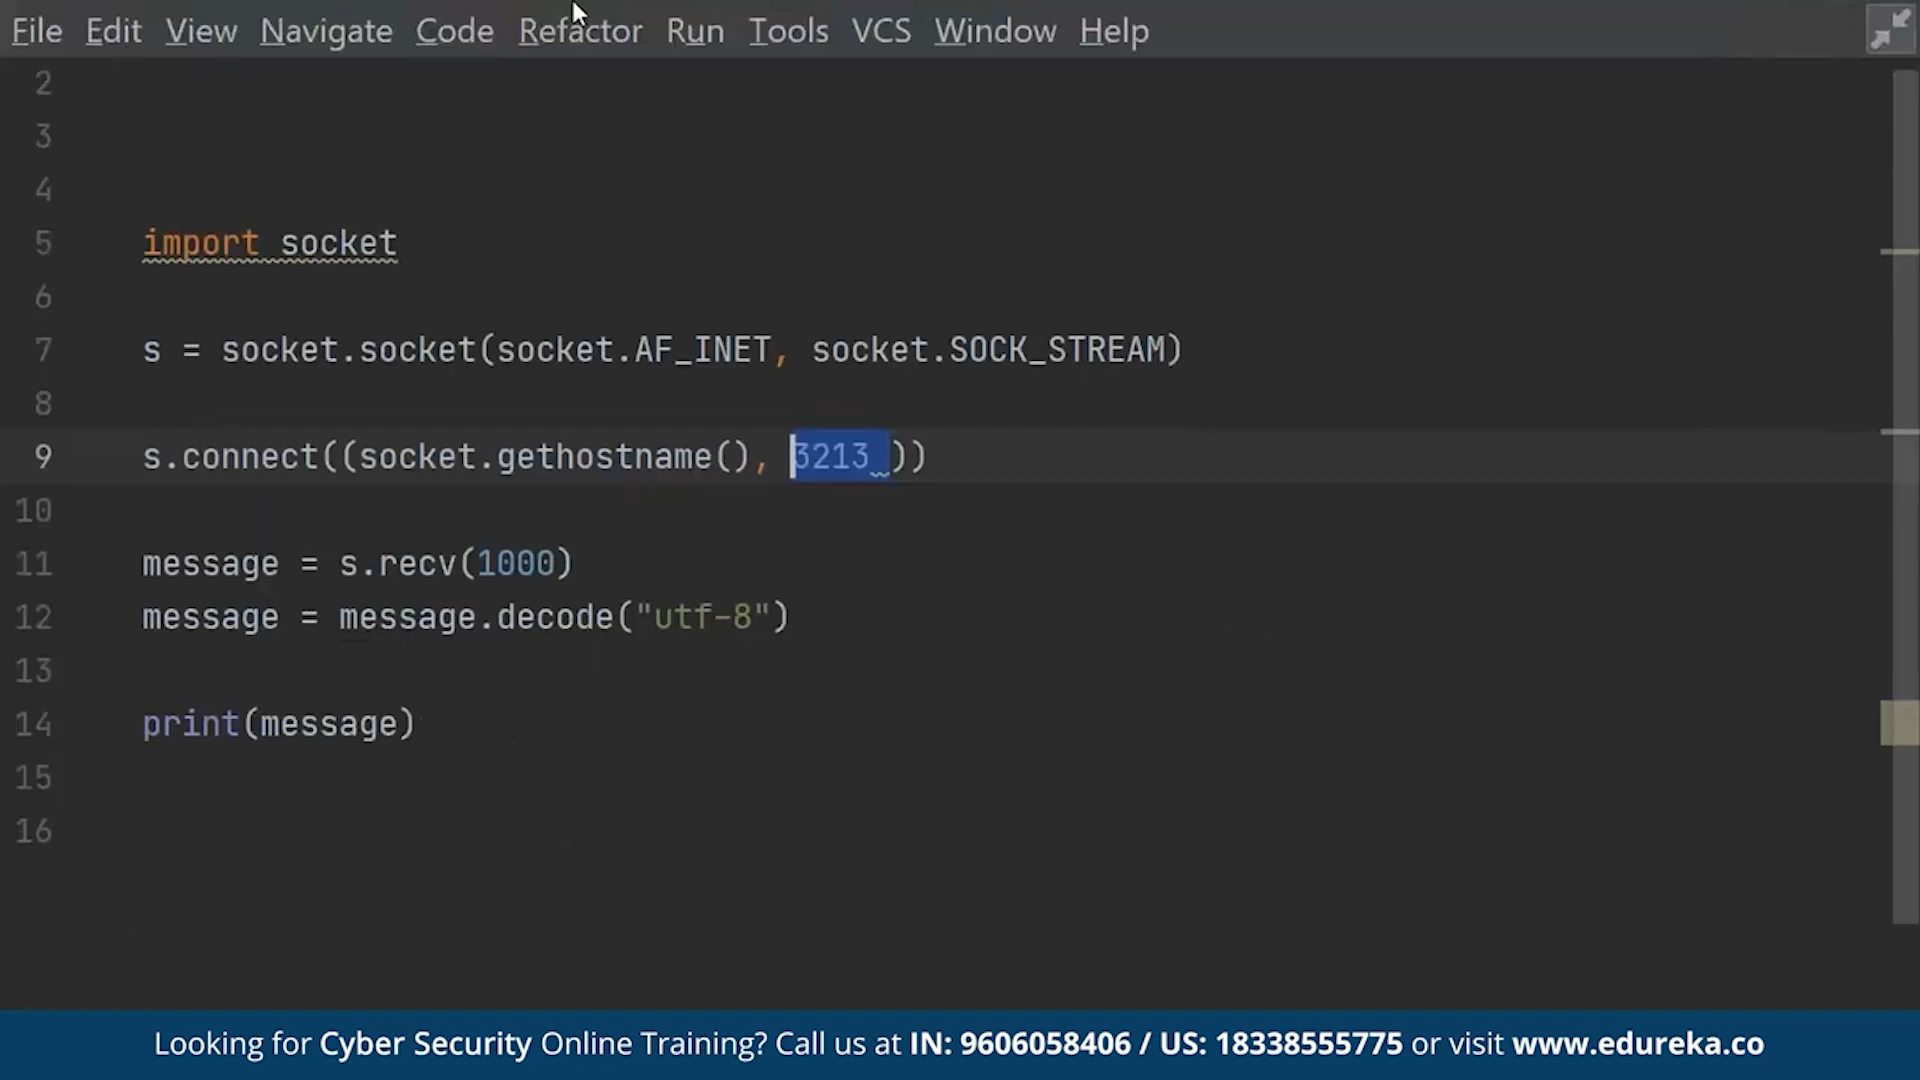 File Edit View Navigate Code Refactor Run Tools VCS Window Help
2
3
4
5 import socket
6
7 s = socket.socket(socket.AF_INET, socket.SOCK_STREAM)
8
9 s.connect((socket.gethostname(), 3213 ))
10
11 message = s.recv(1000)
12 message = message.decode("utf-8")
13
14 print(message)
15
16
Looking for Cyber Security Online Training? Call us at IN: 9606058406 / US: 18338555775 or visit www.edureka.co